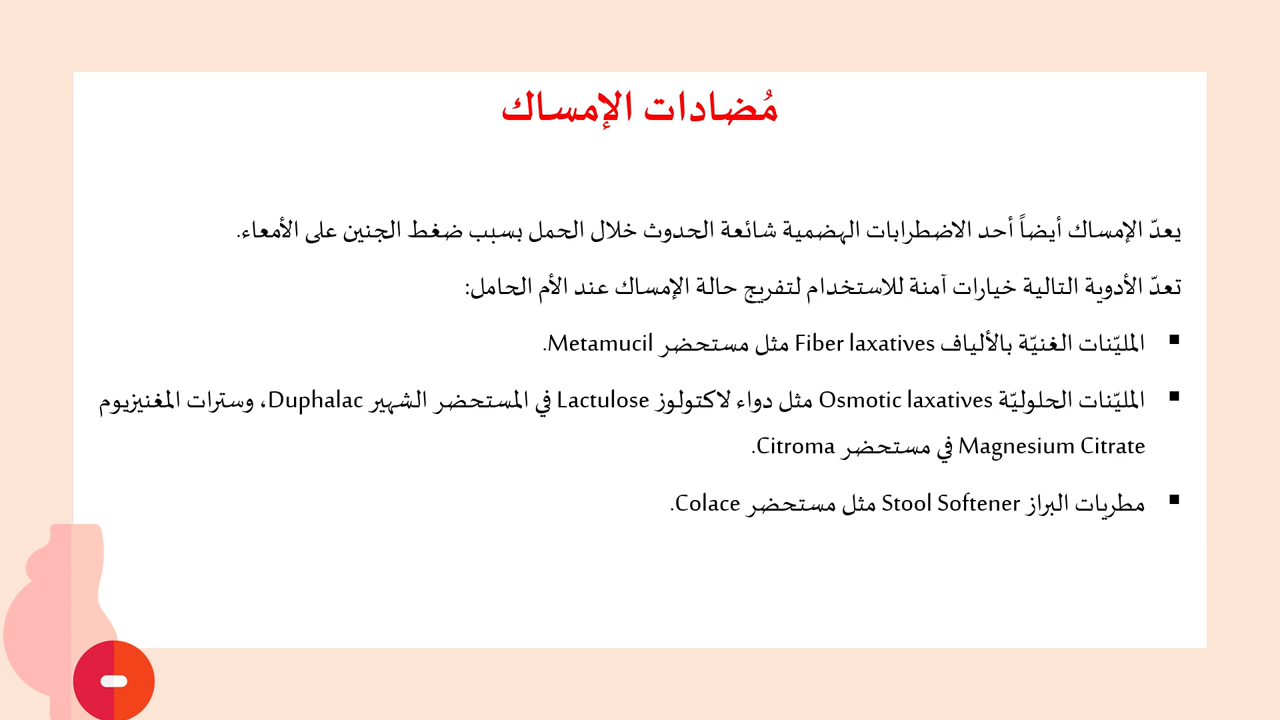 مُضادات الإمساك
يعدّ الإمساك أيضاً أحد الاضطرابات الهضمية شائعة الحدوث خلال الحمل بسبب ضغط الجنين على الأمعاء.
تعدّ الأدوية التالية خيارات آمنة للاستخدام لتفريج حالة الإمساك عند الأم الحامل:
▪ المليّنات الغنيّة بالألياف Fiber laxatives مثل مستحضر Metamucil.
▪ المليّنات الحلوليّة Osmotic laxatives مثل دواء لاكتولوز Lactulose في المستحضر الشهير Duphalac، وسترات المغنيزيوم
Magnesium Citrate في مستحضر Citroma.
▪ مطريات البراز Stool Softener مثل مستحضر Colace.